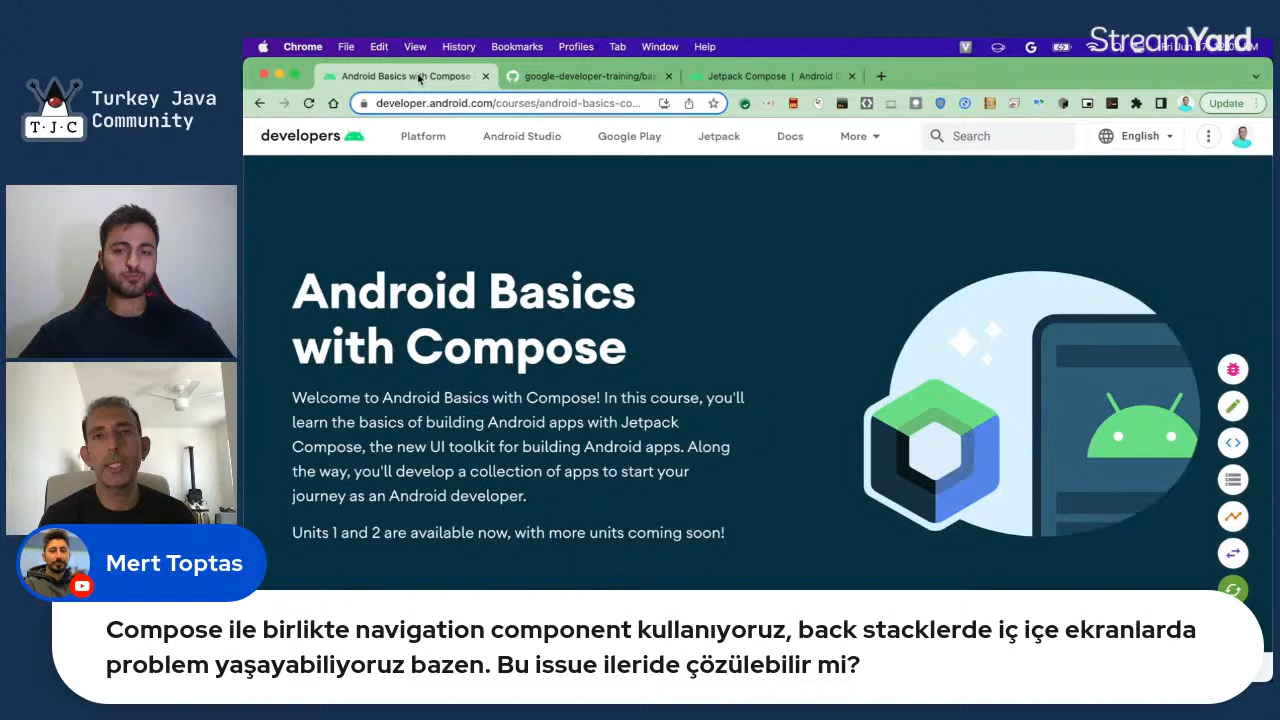 Chrome File Edit View History Bookmarks Profiles Tab Window Help
StreamYard
Turkey Java
Community
T·J·C
Android Basics with Compose
google-developer-training/bas
Jetpack Compose | Android D
developer.android.com/courses/android-basics-co...
Update
developers
Platform
Android Studio
Google Play
Jetpack
Docs
More
Search
English
Android Basics
with Compose
Welcome to Android Basics with Compose! In this course, you'll
learn the basics of building Android apps with Jetpack
Compose, the new UI toolkit for building Android apps. Along
the way, you'll develop a collection of apps to start your
journey as an Android developer.
Units 1 and 2 are available now, with more units coming soon!
Mert Toptas
Compose ile birlikte navigation component kullanıyoruz, back stacklerde iç içe ekranlarda
problem yaşayabiliyoruz bazen. Bu issue ileride çözülebilir mi?